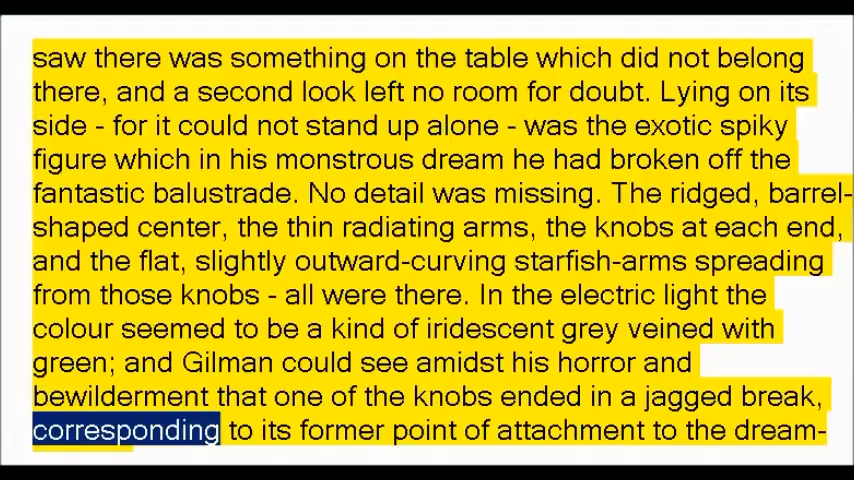 saw there was something on the table which did not belong
there, and a second look left no room for doubt. Lying on its
side - for it could not stand up alone - was the exotic spiky
figure which in his monstrous dream he had broken off the
fantastic balustrade. No detail was missing. The ridged, barrel-
shaped center, the thin radiating arms, the knobs at each end,
and the flat, slightly outward-curving starfish-arms spreading
from those knobs - all were there. In the electric light the
colour seemed to be a kind of iridescent grey veined with
green; and Gilman could see amidst his horror and
bewilderment that one of the knobs ended in a jagged break,
corresponding to its former point of attachment to the dream-